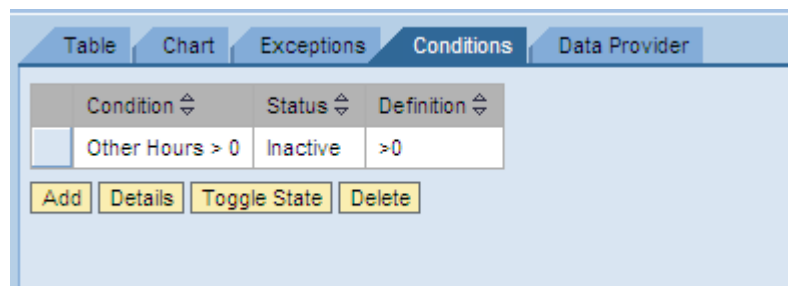 Table Chart Exceptions Conditions Data Provider
Condition Status Definition
Other Hours > 0 Inactive >0
Add Details Toggle State Delete